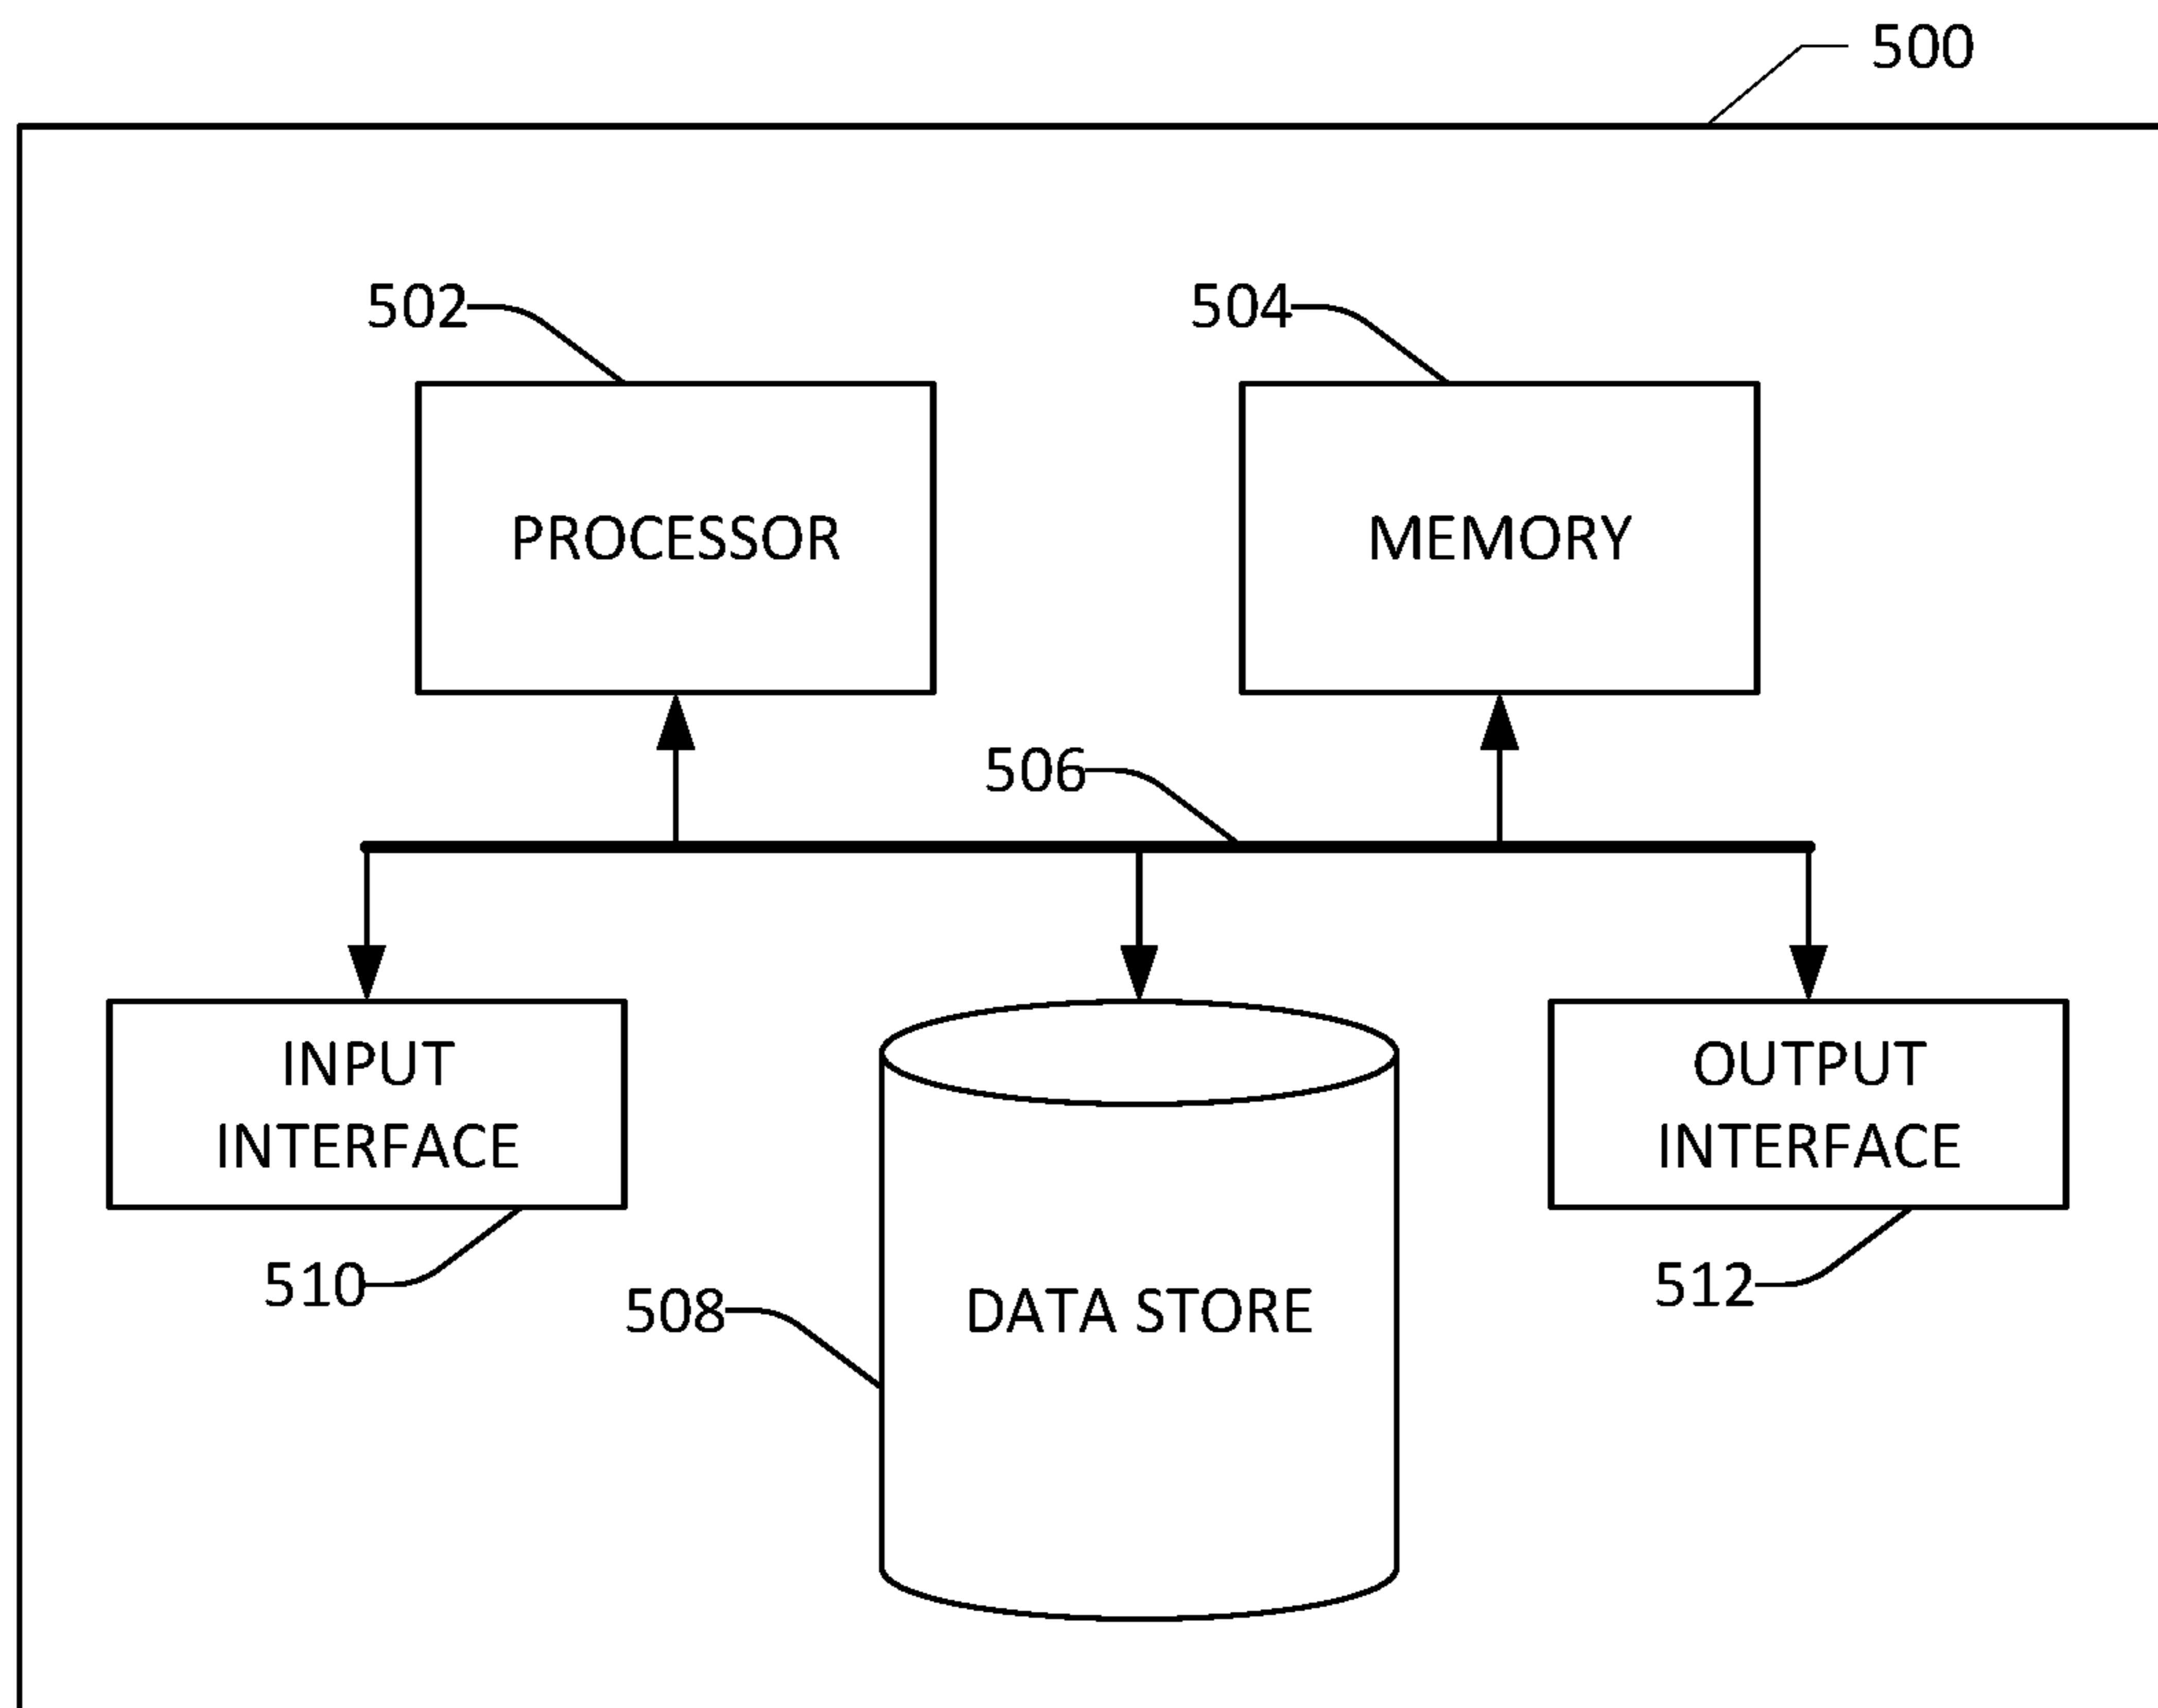 500
502
504
PROCESSOR
MEMORY
506
INPUT
INTERFACE
OUTPUT
INTERFACE
510
508
DATA STORE
512